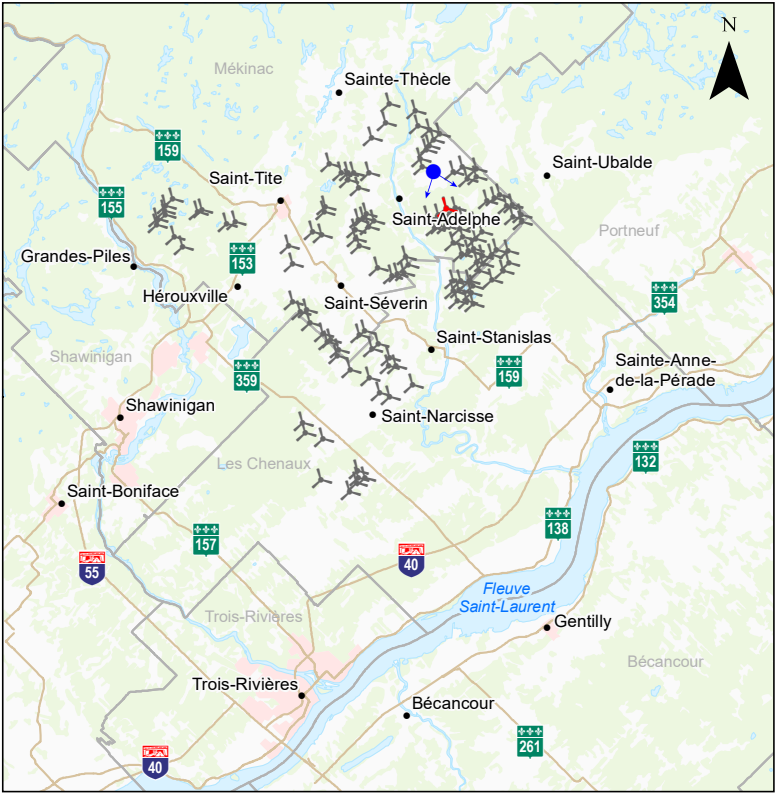 N
Mékinac
Sainte-Thècle
159
Saint-Ubalde
Saint-Tite
155
Saint-Adelphe
Portneuf
Grandes-Piles
153
Hérouxville
Saint-Séverin
354
Saint-Stanislas
Shawinigan
359
159
Sainte-Anne-
de-la-Pérade
Shawinigan
Saint-Narcisse
132
Les Chenaux
Saint-Boniface
138
157
55
40
Fleuve
Saint-Laurent
Trois-Rivières
Gentilly
Bécancour
Trois-Rivières
Bécancour
261
40